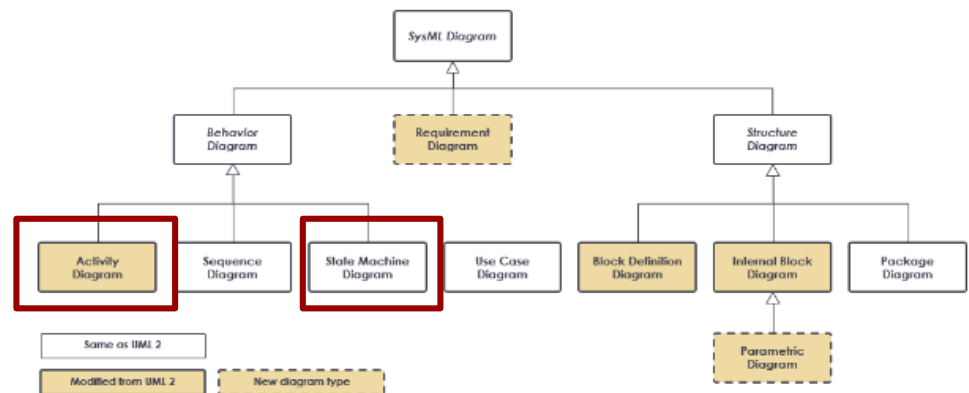 SysML Diagram
Behavior
Diagram
Requirement
Diagram
Structure
Diagram
Activity
Diagram
Sequence
Diagram
State Machine
Diagram
Use Case
Diagram
Block Definition
Diagram
Internal Block
Diagram
Package
Diagram
Same as UML 2
Parametric
Diagram
Modified from UML 2
New diagram type